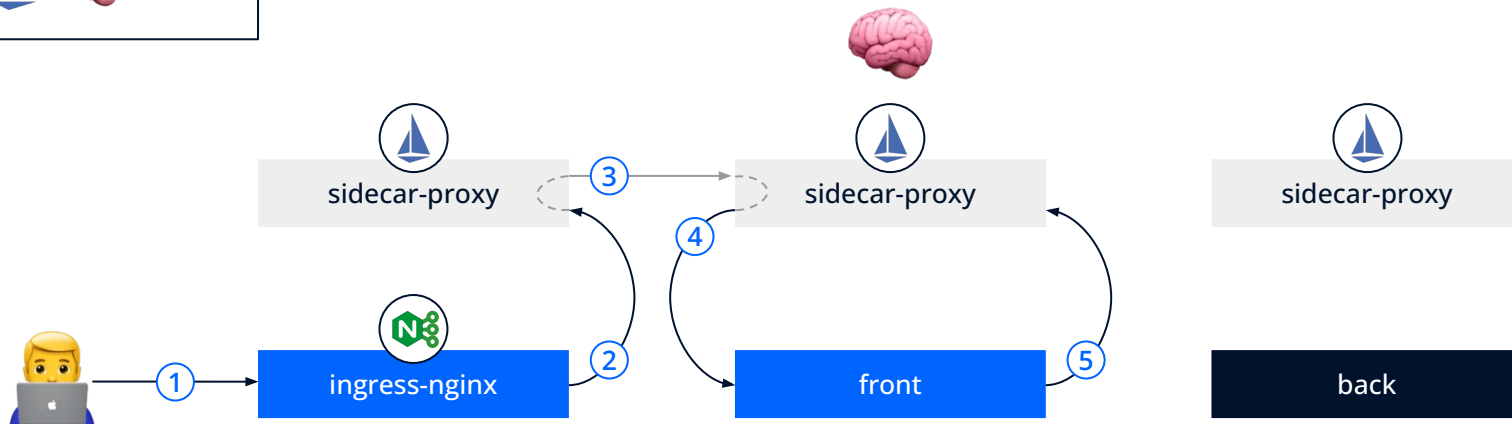 sidecar-proxy
3
sidecar-proxy
sidecar-proxy
4
N
1
ingress-nginx
2
front
5
back